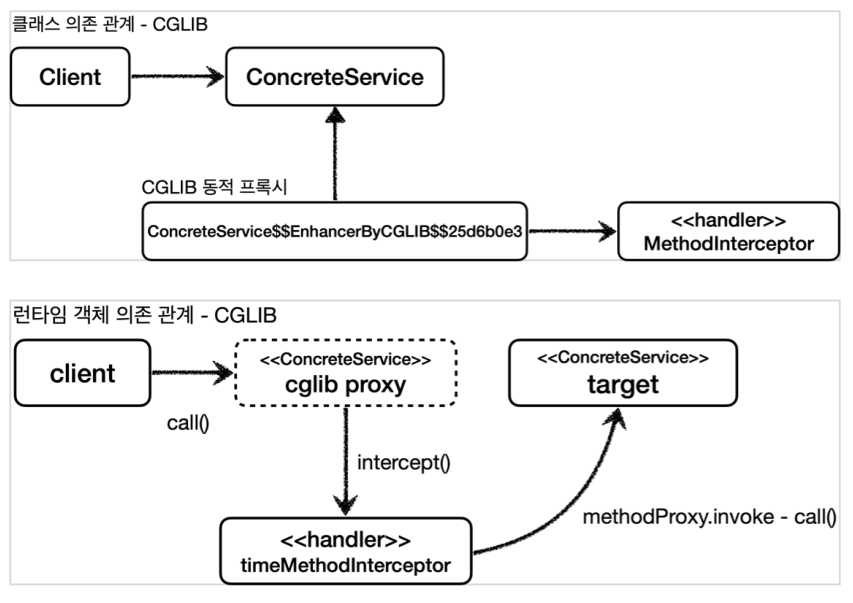 클래스 의존 관계 - CGLIB
Client
ConcreteService
CGLIB 동적 프록시
ConcreteService$$EnhancerByCGLIB$$25d6b0e3
<<handler>>
MethodInterceptor
런타임 객체 의존 관계 - CGLIB
client
call()
<<ConcreteService>>
cglib proxy
<<ConcreteService>>
target
intercept()
methodProxy.invoke - call()
<<handler>>
timeMethodInterceptor